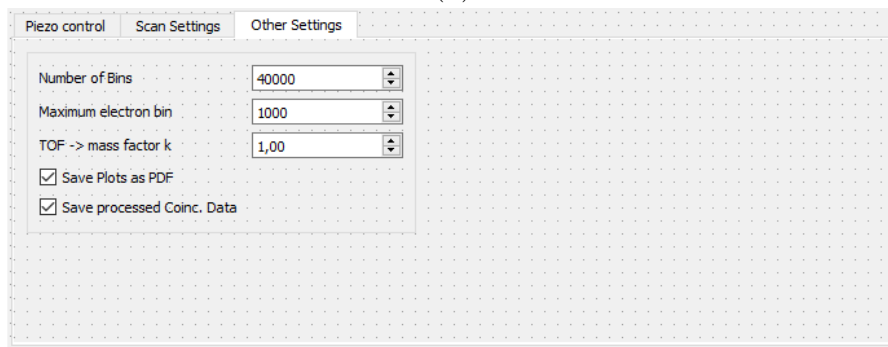 Piezo control Scan Settings Other Settings
Number of Bins 40000
Maximum electron bin 1000
TOF -> mass factor k 1,00
Save Plots as PDF
Save processed Coinc. Data